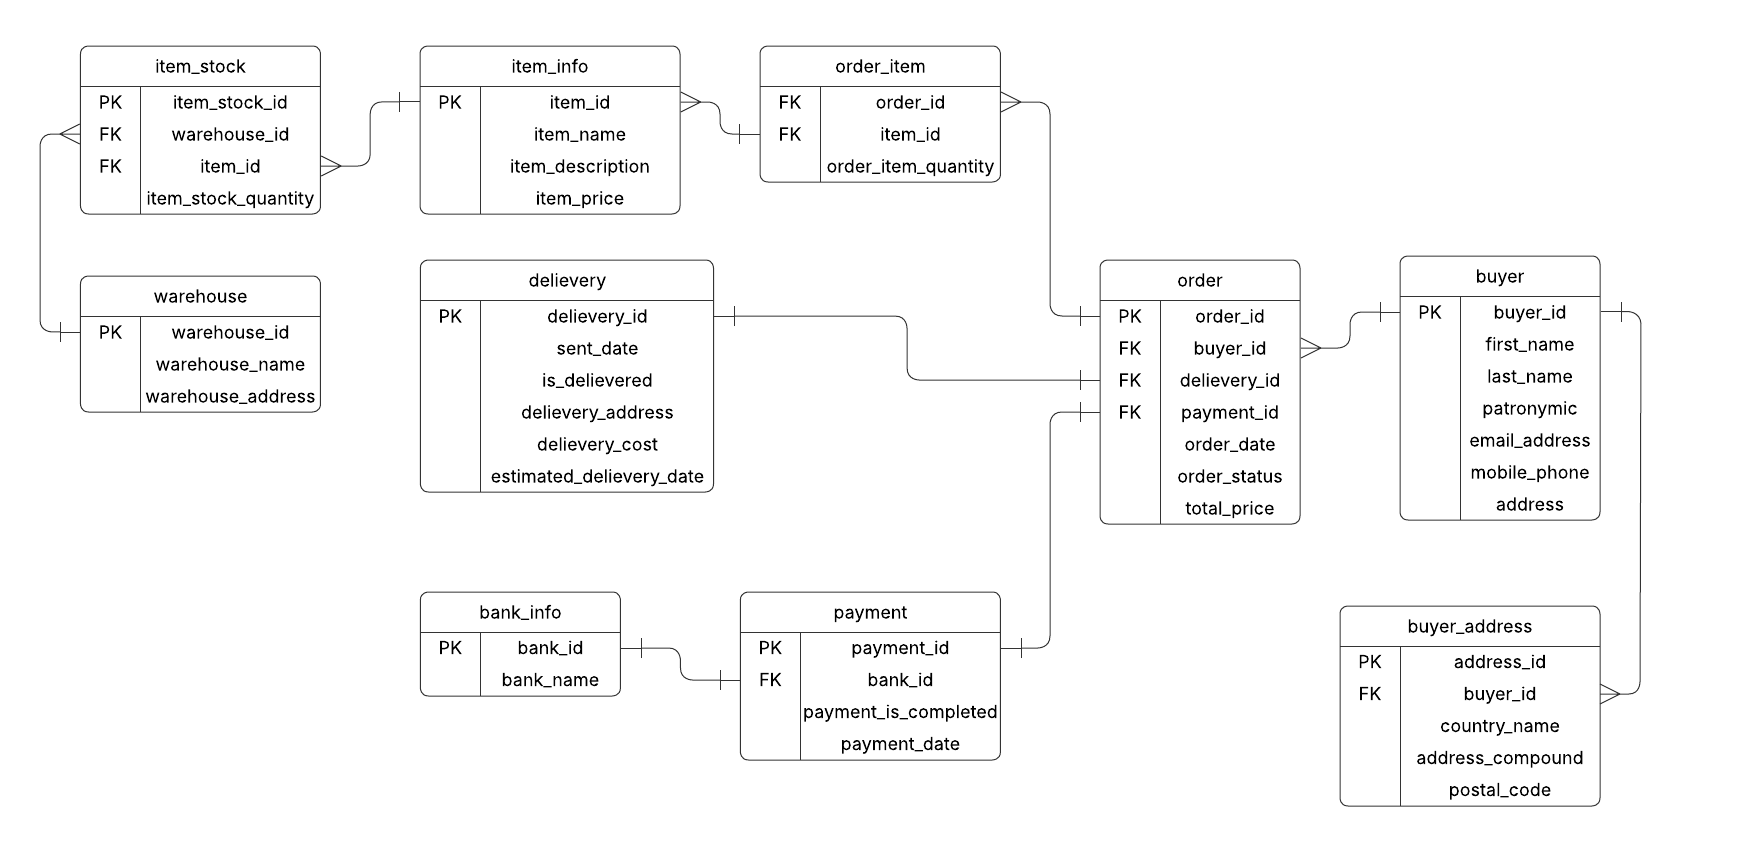 item_stock
PK item_stock_id
FK warehouse_id
FK item_id
item_stock_quantity
item_info
PK item_id
item_name
item_description
item_price
order_item
FK order_id
FK item_id
order_item_quantity
warehouse
PK warehouse_id
warehouse_name
warehouse_address
delievery
PK delievery_id
sent_date
is_delievered
delievery_address
delievery_cost
estimated_delievery_date
order
PK order_id
FK buyer_id
FK delievery_id
FK payment_id
order_date
order_status
total_price
buyer
PK buyer_id
first_name
last_name
patronymic
email_address
mobile_phone
address
bank_info
PK bank_id
bank_name
payment
PK payment_id
FK bank_id
payment_is_completed
payment_date
buyer_address
PK address_id
FK buyer_id
country_name
address_compound
postal_code